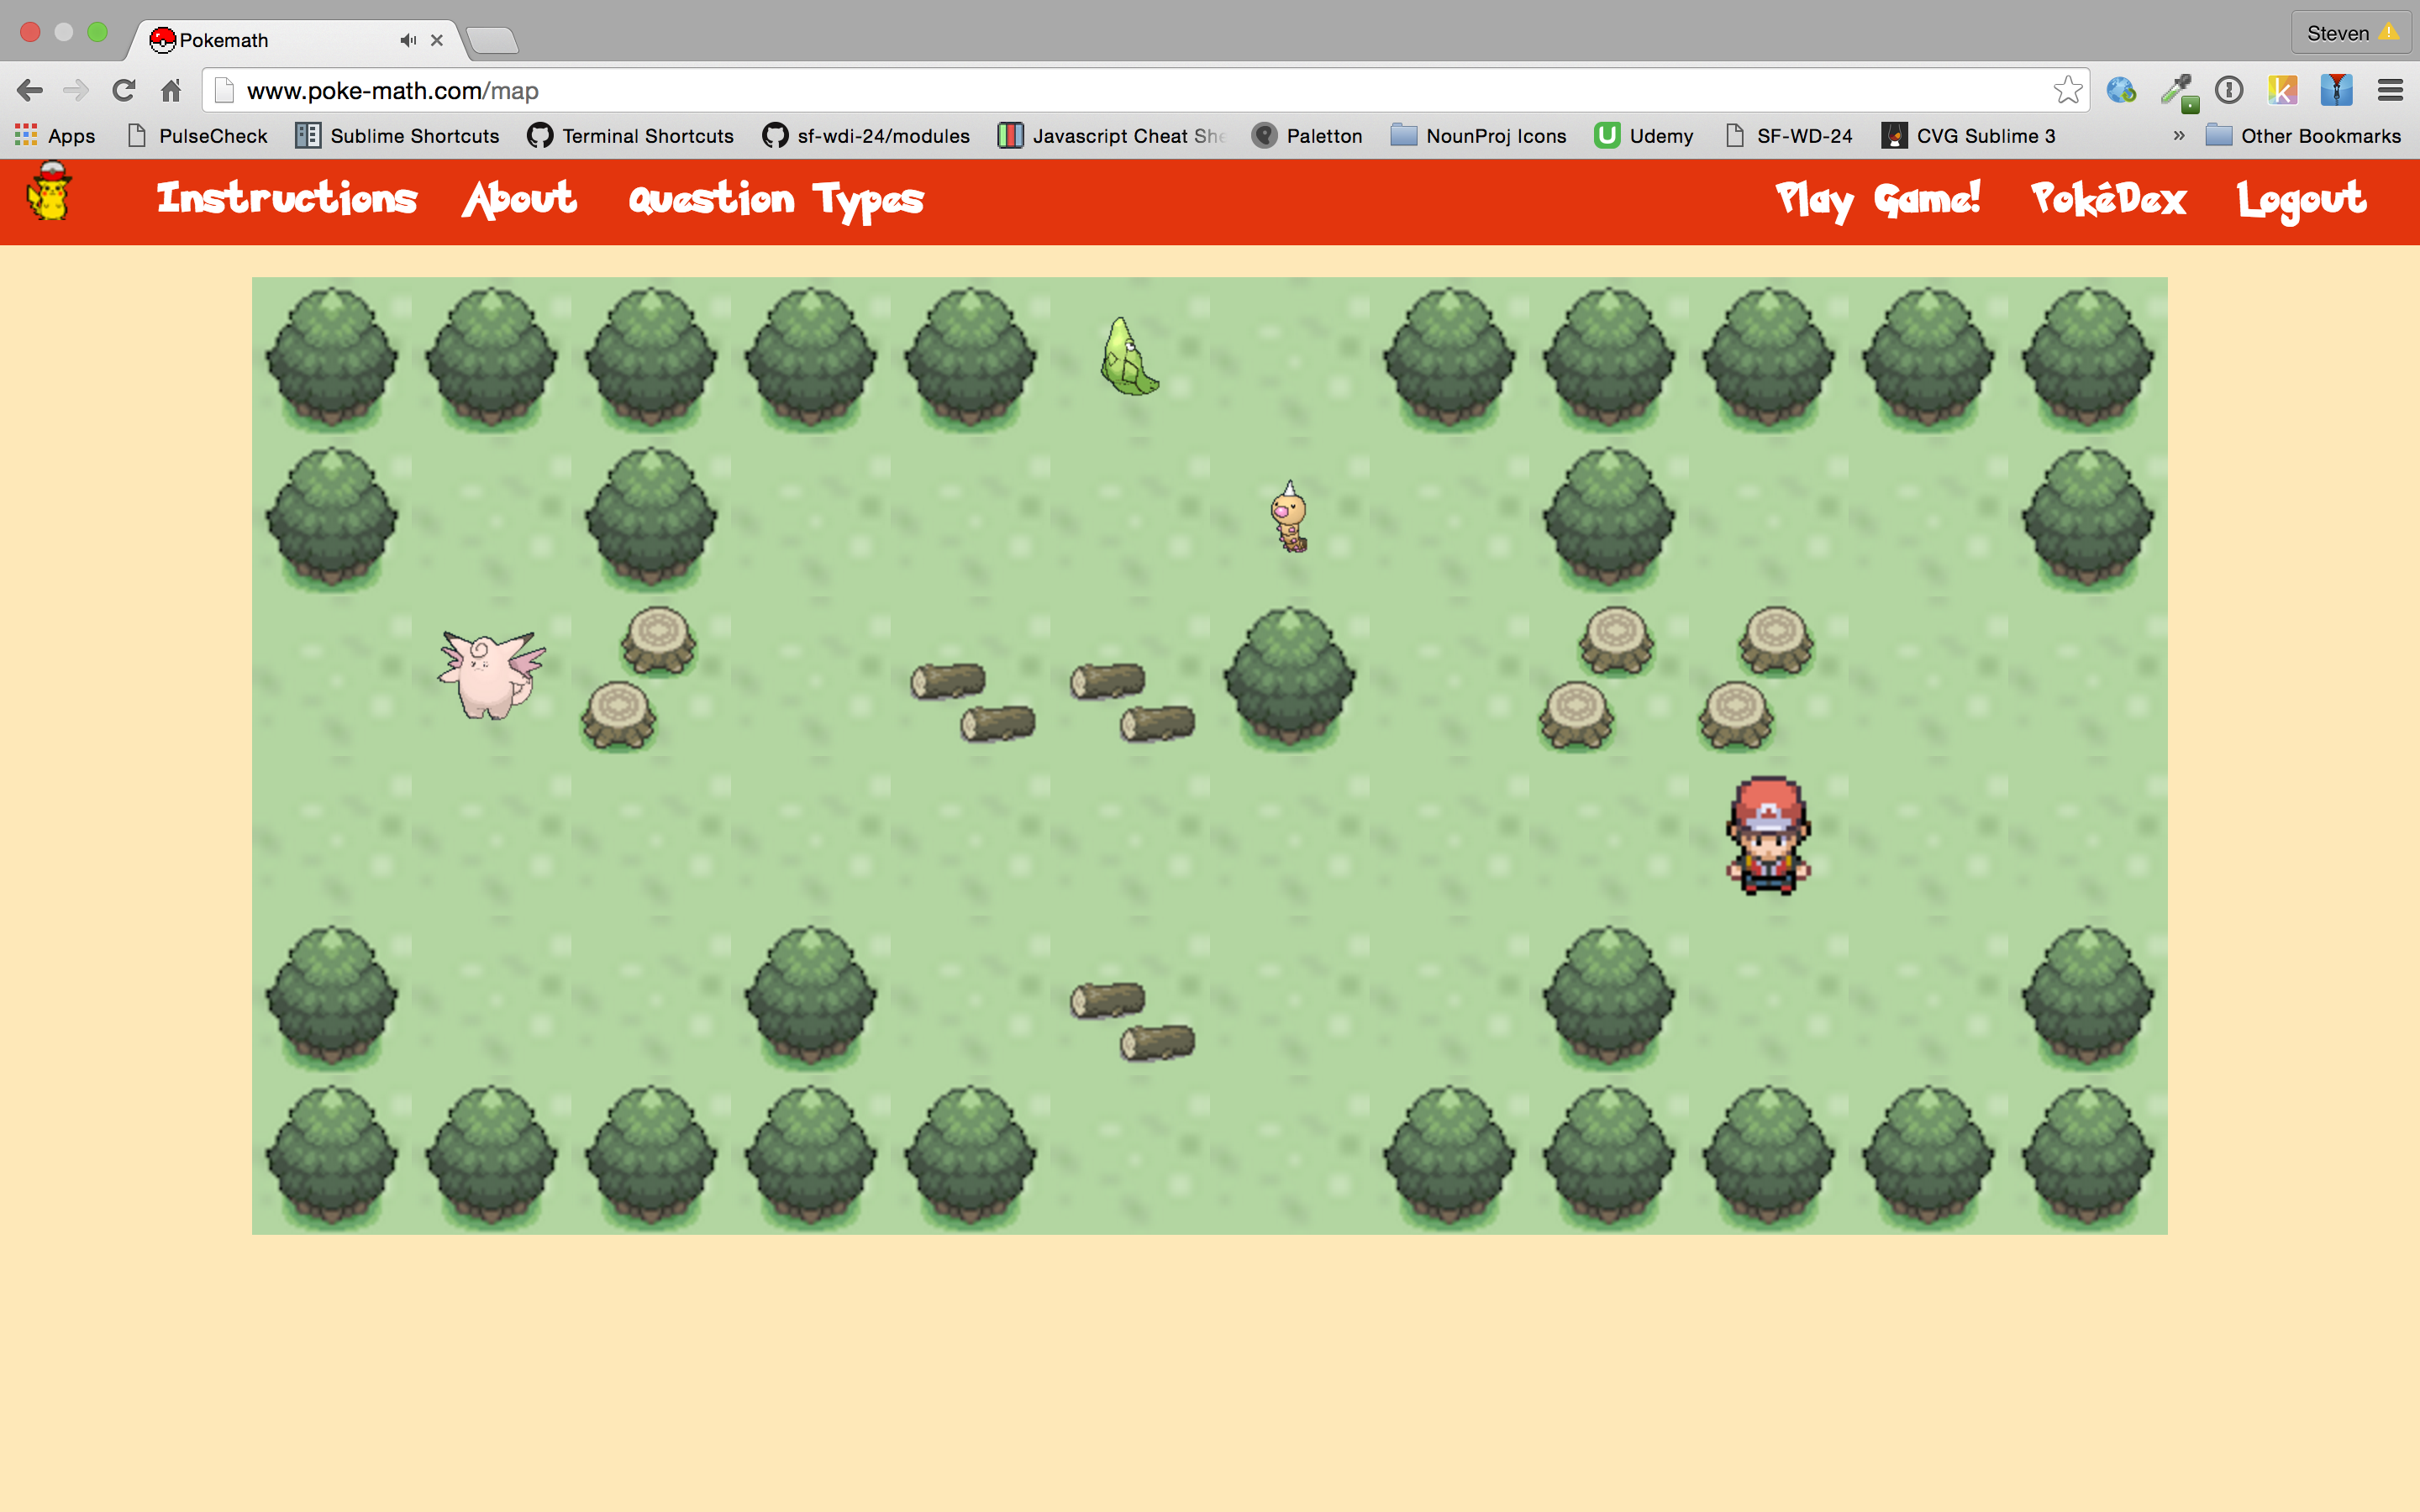 Pokemath
Steven
www.poke-math.com/map
Apps PulseCheck Sublime Shortcuts Terminal Shortcuts sf-wdi-24/modules Javascript Cheat She Paletton NounProj Icons Udemy SF-WD-24 CVG Sublime 3 » Other Bookmarks
Instructions About Question Types Play Game! PokéDex Logout